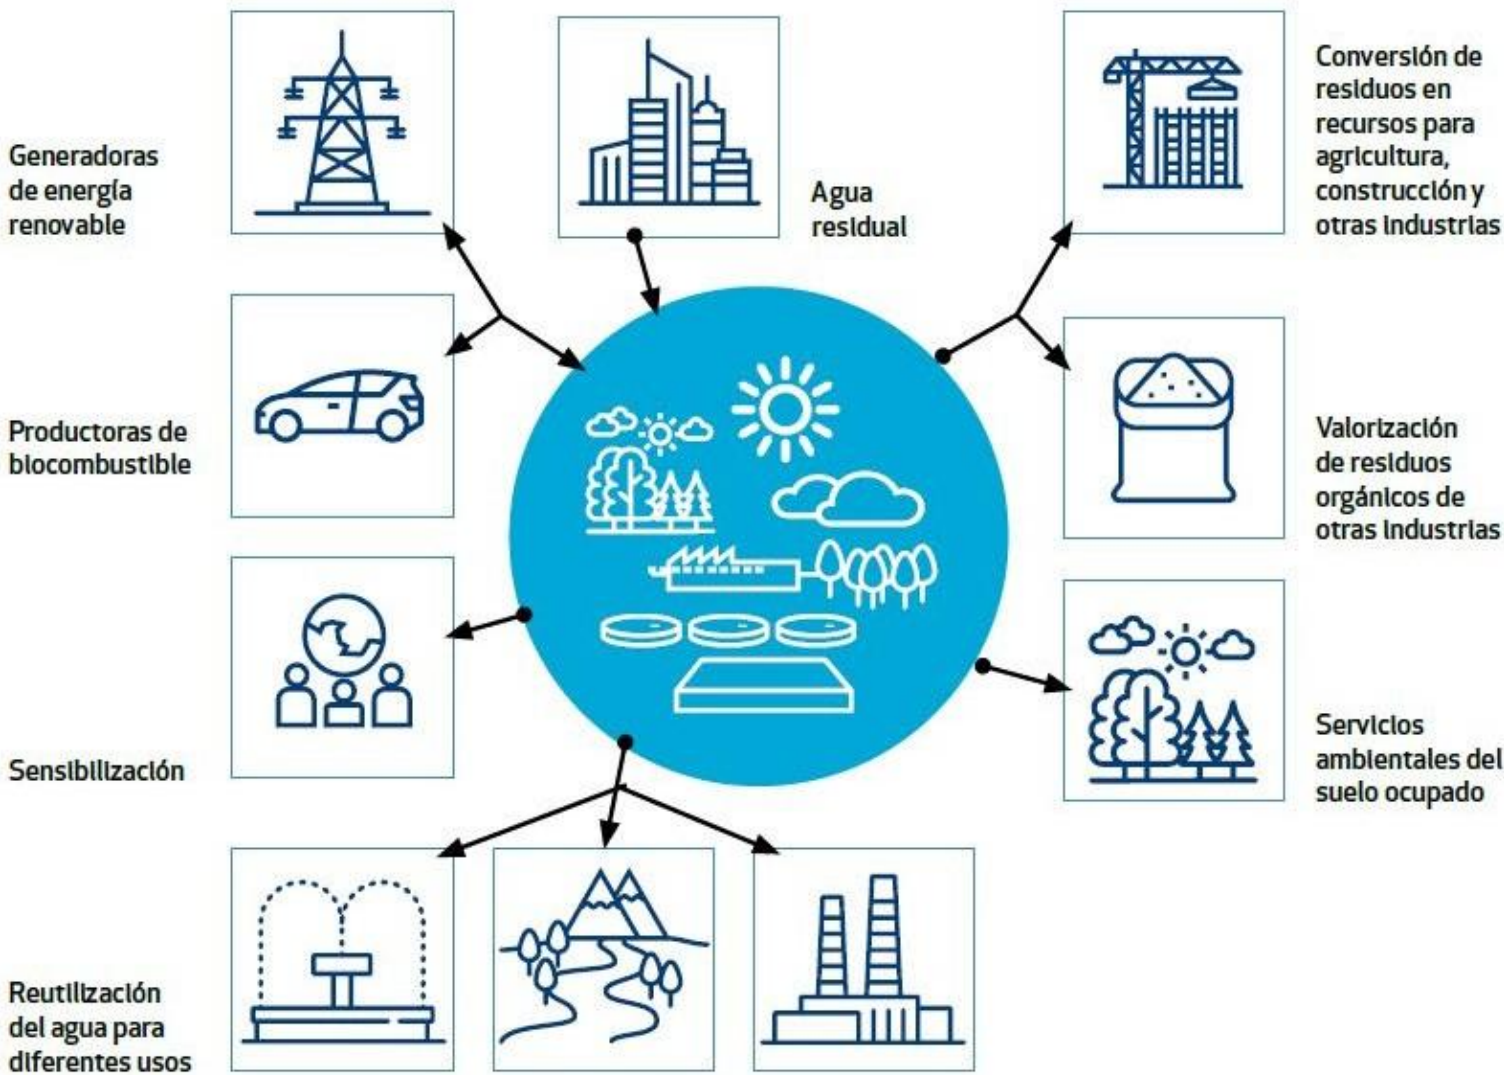 Generadoras
de energía
renovable
Agua
residual
Conversión de
residuos en
recursos para
agricultura,
construcción y
otras industrias
Productoras de
biocombustible
Valorización
de residuos
orgánicos de
otras industrias
Sensibilización
Servicios
ambientales del
suelo ocupado
Reutilización
del agua para
diferentes usos